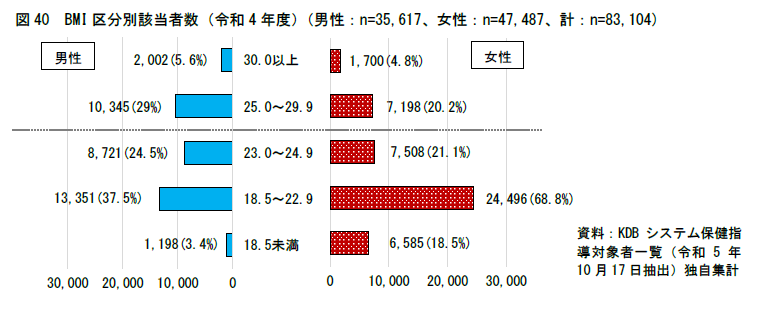 図40 BMI区分別該当者数（令和4年度）（男性：n=35,617、女性：n=47,487、計：n=83,104）
男性
女性
2,002(5.6%) 30.0以上 1,700(4.8%)
10,345(29%) 25.0～29.9 7,198(20.2%)
8,721(24.5%) 23.0～24.9 7,508(21.1%)
13,351(37.5%) 18.5～22.9 24,496(68.8%)
1,198(3.4%) 18.5未満 6,585(18.5%)
30,000 20,000 10,000 0 0 10,000 20,000 30,000
資料：KDB システム保健指
導対象者一覧（令和 5 年
10月17日抽出）独自集計